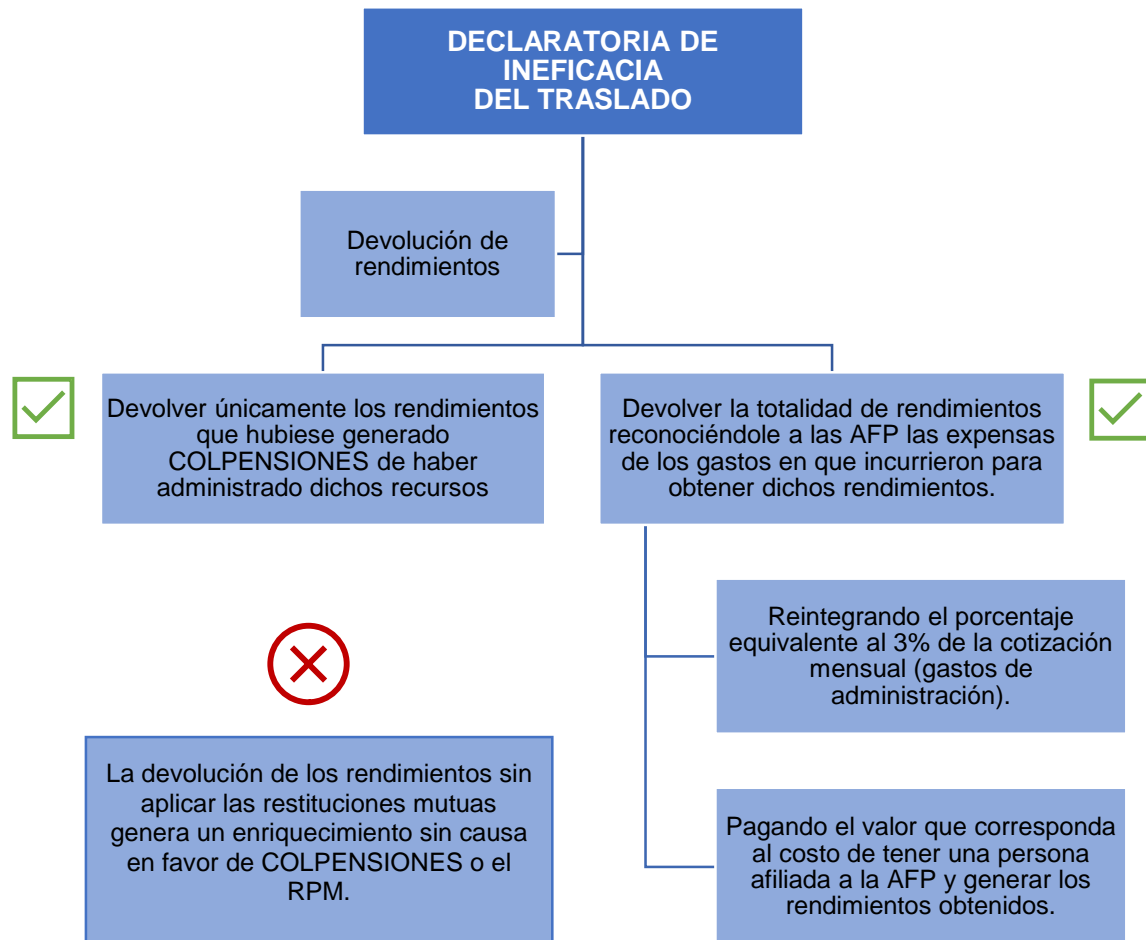 DECLARATORIA DE
INEFICACIA
DEL TRASLADO
Devolución de
rendimientos
Devolver únicamente los rendimientos
que hubiese generado
COLPENSIONES de haber
administrado dichos recursos
Devolver la totalidad de rendimientos
reconociéndole a las AFP las expensas
de los gastos en que incurrieron para
obtener dichos rendimientos.
Reintegrando el porcentaje
equivalente al 3% de la cotización
mensual (gastos de
administración).
La devolución de los rendimientos sin
aplicar las restituciones mutuas
genera un enriquecimiento sin causa
en favor de COLPENSIONES o el
RPM.
Pagando el valor que corresponda
al costo de tener una persona
afiliada a la AFP y generar los
rendimientos obtenidos.